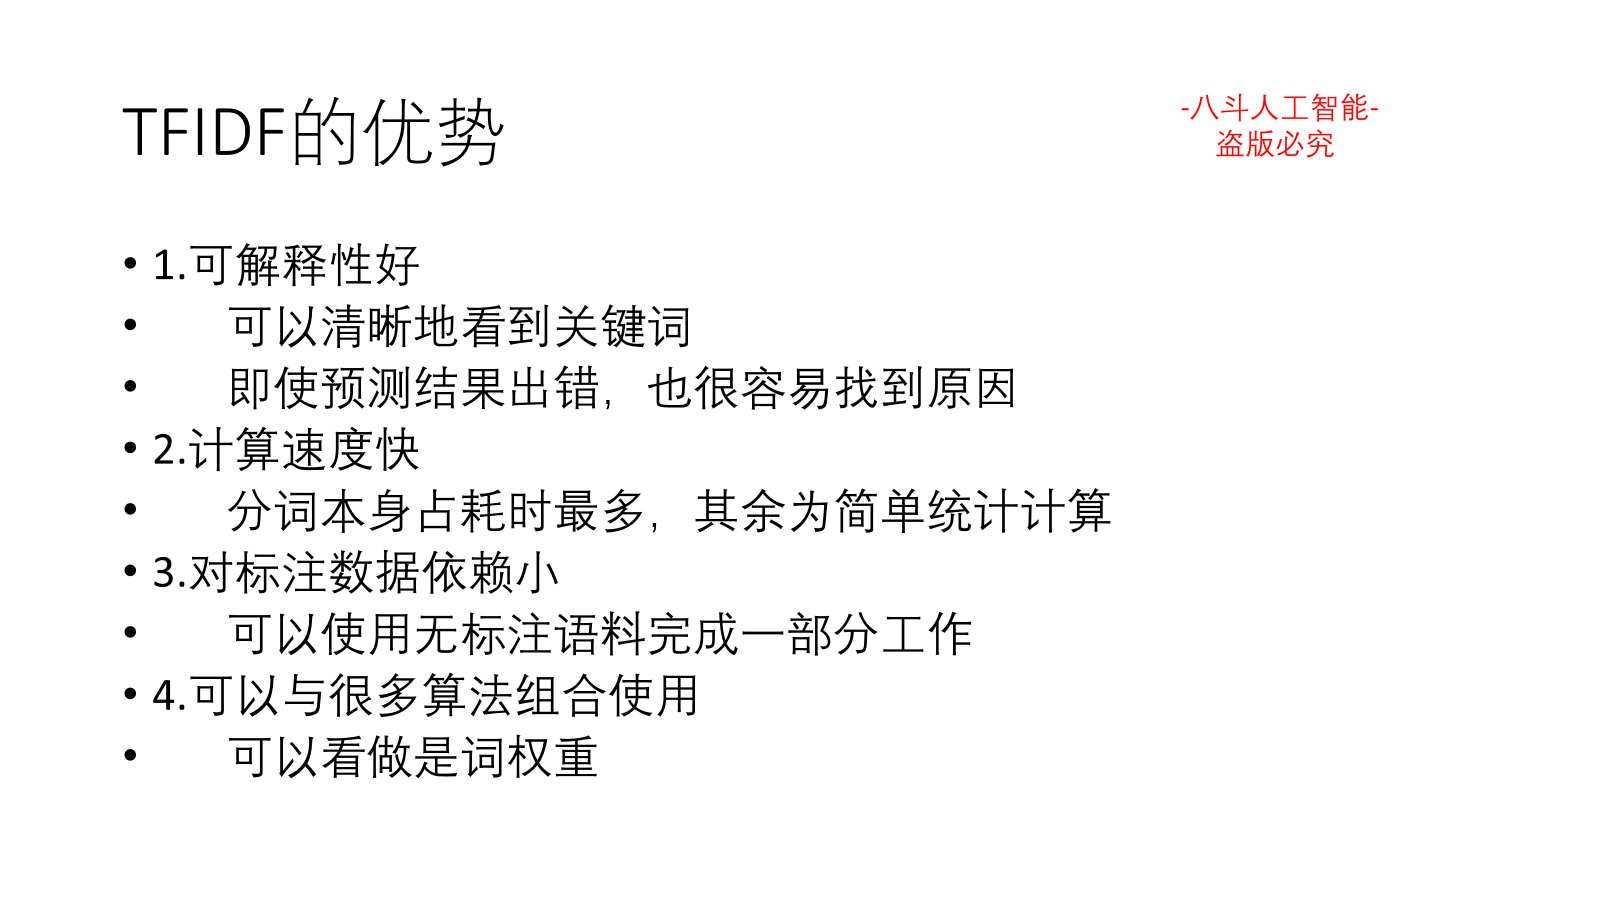 TFIDF的优势
-八斗人工智能-
盗版必究
• 1.可解释性好
• 可以清晰地看到关键词
• 即使预测结果出错，也很容易找到原因
• 2.计算速度快
• 分词本身占耗时最多，其余为简单统计计算
• 3.对标注数据依赖小
• 可以使用无标注语料完成一部分工作
• 4.可以与很多算法组合使用
• 可以看做是词权重